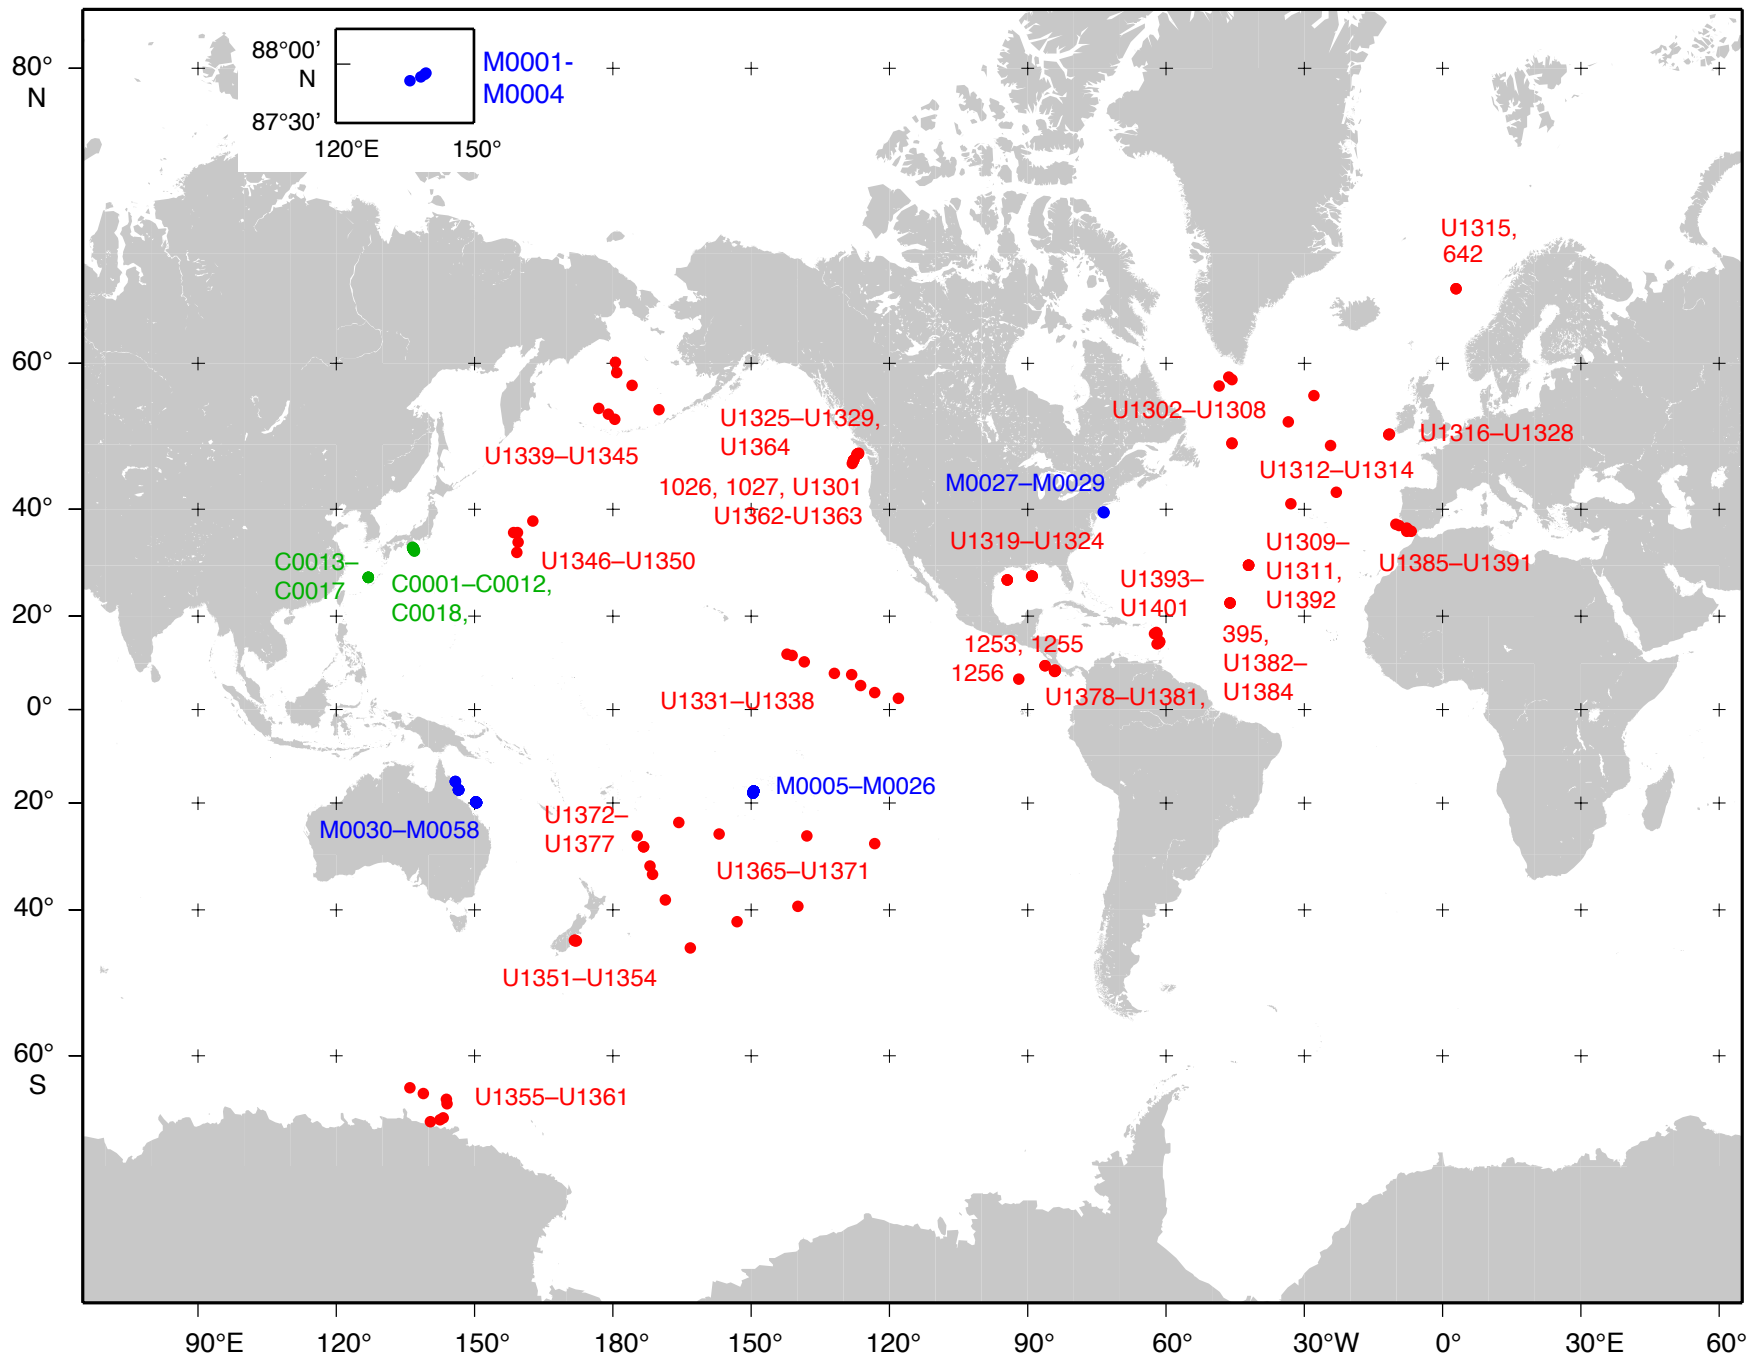 88°00’
N
87°30’
120°E 150°
M0001-
M0004
80°
N
60°
40°
20°
0°
20°
40°
60°
S
U1315,
642
U1302–U1308
U1316–U1328
U1312–U1314
U1325–U1329,
U1364
U1339–U1345
1026, 1027, U1301
U1362-U1363
M0027–M0029
U1319–U1324
U1346–U1350
C0013–
C0017
C0001–C0012,
C0018,
U1309–
U1311,
U1392
U1385–U1391
U1393–
U1401
395,
U1382–
U1384
1253, 1255
1256
U1378–U1381,
U1331–U1338
M0005–M0026
M0030–M0058
U1372–
U1377
U1365–U1371
U1351–U1354
U1355–U1361
90°E 120° 150° 180° 150° 120° 90° 60° 30°W 0° 30°E 60°